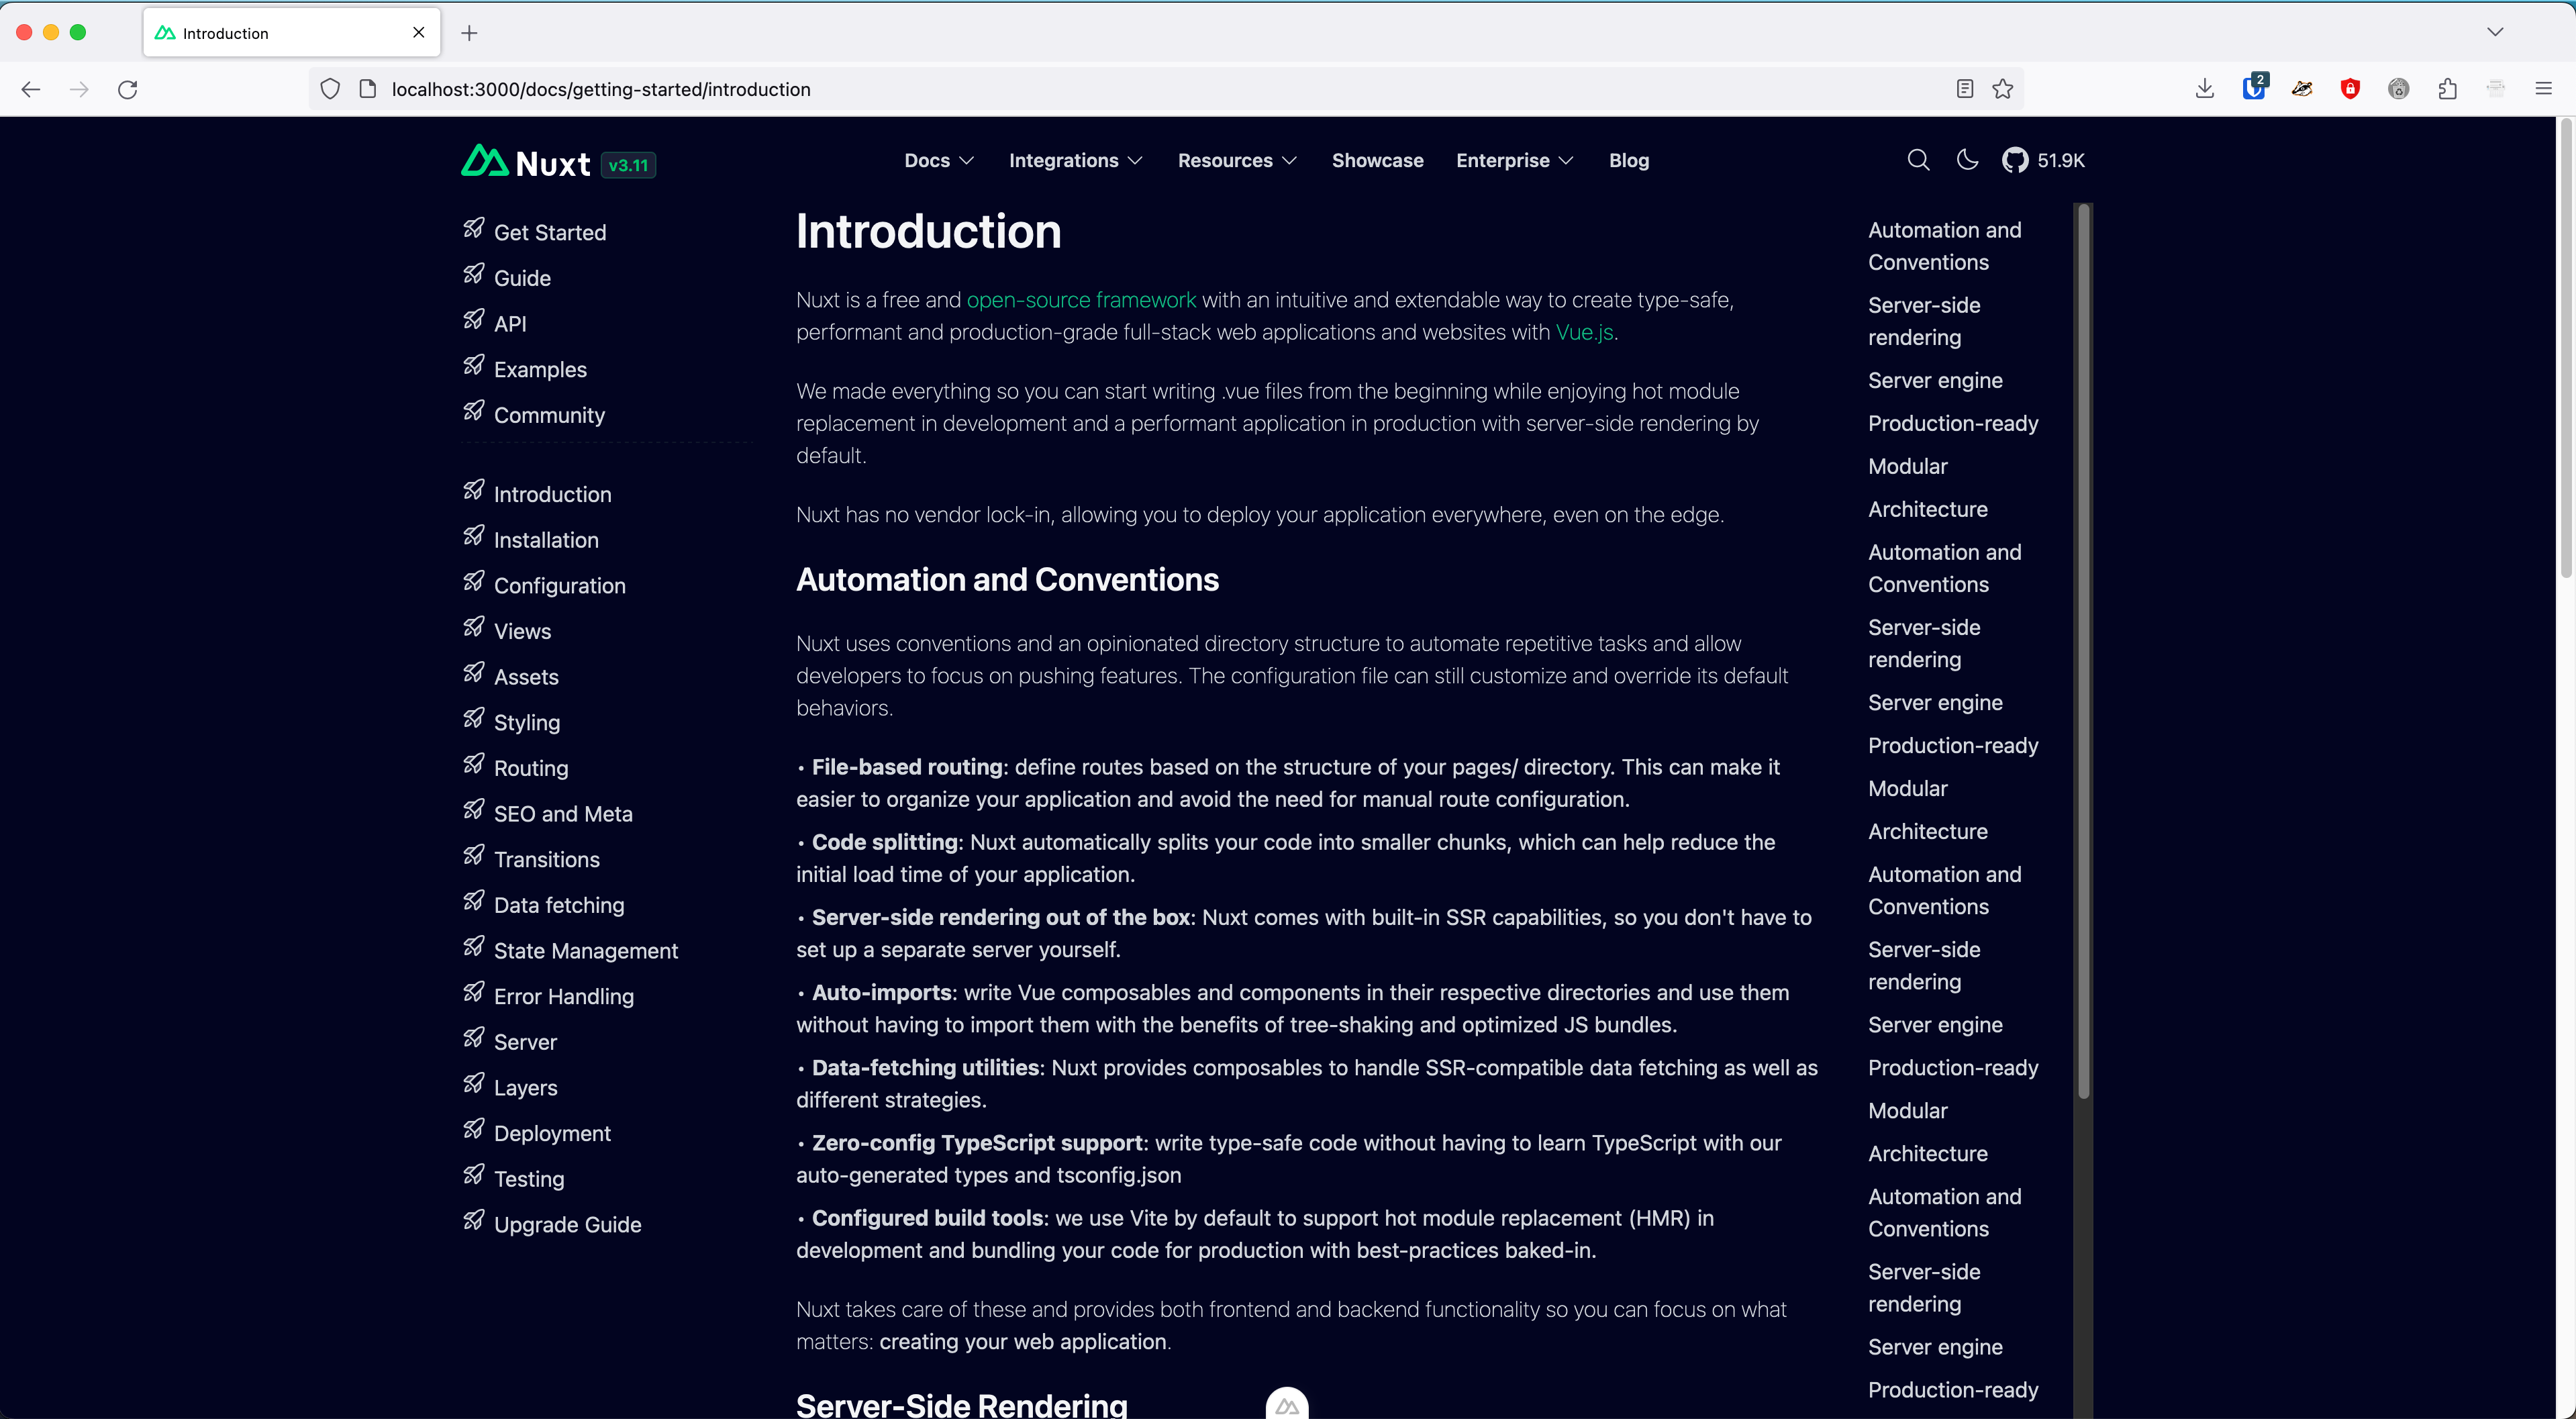 Introduction
localhost:3000/docs/getting-started/introduction
2
Nuxt v3.11
Docs
Integrations
Resources
Showcase
Enterprise
Blog
51.9K
Get Started
Guide
API
Examples
Community
Introduction
Installation
Configuration
Views
Assets
Styling
Routing
SEO and Meta
Transitions
Data fetching
State Management
Error Handling
Server
Layers
Deployment
Testing
Upgrade Guide
Introduction
Nuxt is a free and open-source framework with an intuitive and extendable way to create type-safe,
performant and production-grade full-stack web applications and websites with Vue.js.
We made everything so you can start writing .vue files from the beginning while enjoying hot module
replacement in development and a performant application in production with server-side rendering by
default.
Nuxt has no vendor lock-in, allowing you to deploy your application everywhere, even on the edge.
Automation and Conventions
Nuxt uses conventions and an opinionated directory structure to automate repetitive tasks and allow
developers to focus on pushing features. The configuration file can still customize and override its default
behaviors.
• File-based routing: define routes based on the structure of your pages/ directory. This can make it
easier to organize your application and avoid the need for manual route configuration.
• Code splitting: Nuxt automatically splits your code into smaller chunks, which can help reduce the
initial load time of your application.
• Server-side rendering out of the box: Nuxt comes with built-in SSR capabilities, so you don't have to
set up a separate server yourself.
• Auto-imports: write Vue composables and components in their respective directories and use them
without having to import them with the benefits of tree-shaking and optimized JS bundles.
• Data-fetching utilities: Nuxt provides composables to handle SSR-compatible data fetching as well as
different strategies.
• Zero-config TypeScript support: write type-safe code without having to learn TypeScript with our
auto-generated types and tsconfig.json
• Configured build tools: we use Vite by default to support hot module replacement (HMR) in
development and bundling your code for production with best-practices baked-in.
Nuxt takes care of these and provides both frontend and backend functionality so you can focus on what
matters: creating your web application.
Server-Side Rendering
Automation and
Conventions
Server-side
rendering
Server engine
Production-ready
Modular
Architecture
Automation and
Conventions
Server-side
rendering
Server engine
Production-ready
Modular
Architecture
Automation and
Conventions
Server-side
rendering
Server engine
Production-ready
Modular
Architecture
Automation and
Conventions
Server-side
rendering
Server engine
Production-ready